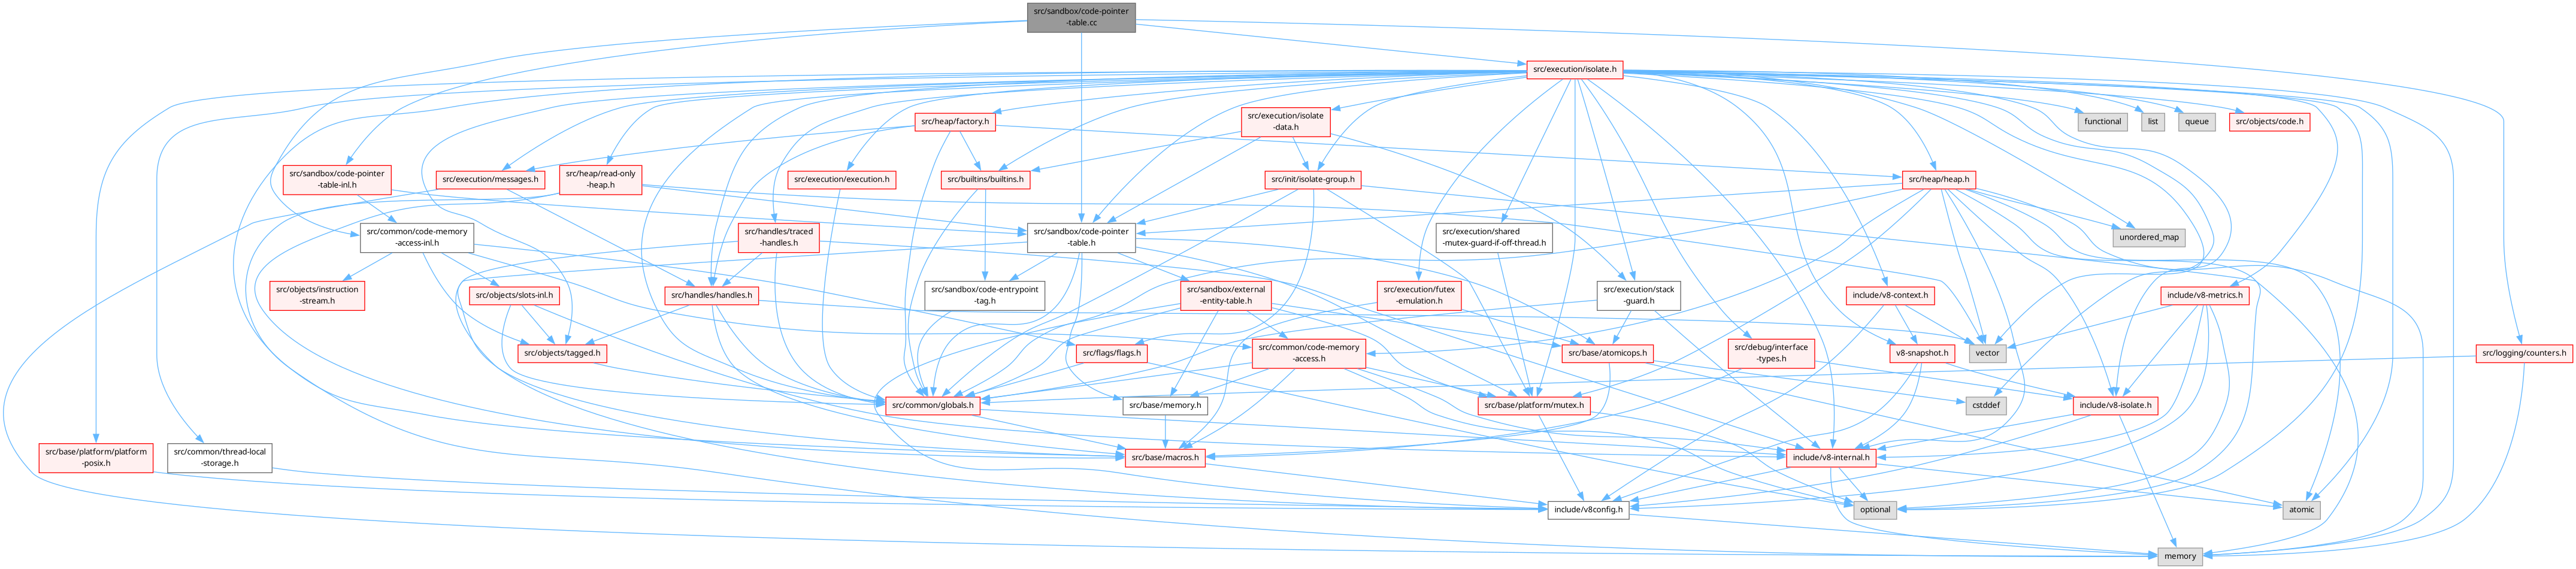 src/sandbox/code-pointer
-table.cc
src/execution/isolate.h
src/heap/factory.h
src/execution/isolate
-data.h
functional
list
queue
src/objects/code.h
src/sandbox/code-pointer
-table-inl.h
src/execution/messages.h
src/heap/read-only
-heap.h
src/execution/execution.h
src/builtins/builtins.h
src/init/isolate-group.h
src/heap/heap.h
src/common/code-memory
-access-inl.h
src/handles/traced
-handles.h
src/sandbox/code-pointer
-table.h
src/execution/shared
-mutex-guard-if-off-thread.h
unordered_map
src/objects/instruction
-stream.h
src/objects/slots-inl.h
src/handles/handles.h
src/sandbox/code-entrypoint
-tag.h
src/sandbox/external
-entity-table.h
src/execution/futex
-emulation.h
src/execution/stack
-guard.h
include/v8-context.h
include/v8-metrics.h
src/objects/tagged.h
src/flags/flags.h
src/common/code-memory
-access.h
src/base/atomicops.h
src/debug/interface
-types.h
v8-snapshot.h
vector
src/logging/counters.h
src/common/globals.h
src/base/memory.h
src/base/platform/mutex.h
cstddef
include/v8-isolate.h
src/base/platform/platform
-posix.h
src/common/thread-local
-storage.h
src/base/macros.h
include/v8-internal.h
include/v8config.h
optional
atomic
memory